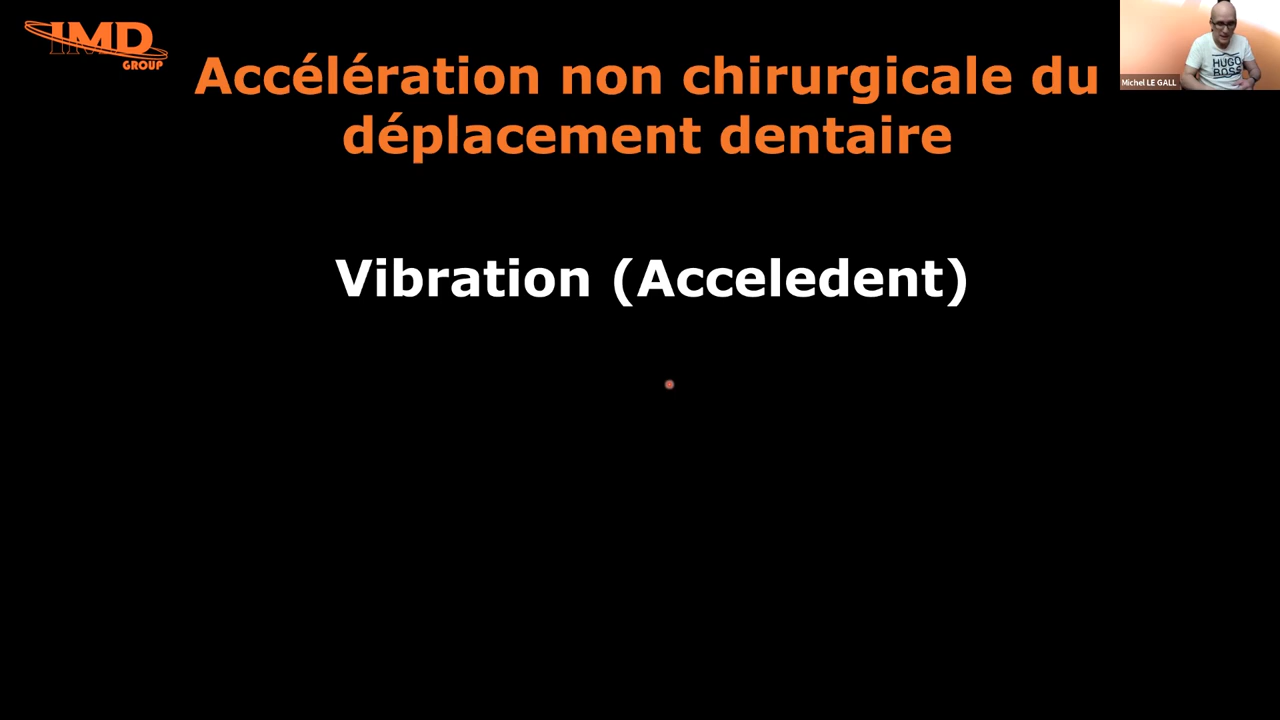 IMD
GROUP
Accélération non chirurgicale du
déplacement dentaire
Vibration (Acceledent)
Michel LE GALL
HUGO
BOSS